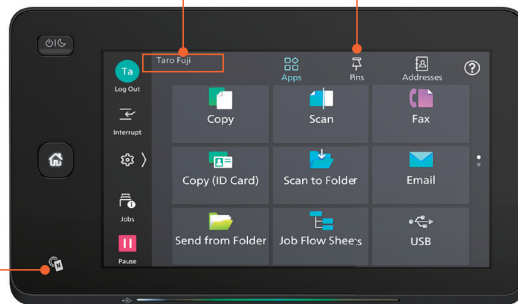 Ta
Taro Fuji
Log Out
Apps
Pins
Addresses
?
Interrupt
Copy
Scan
Fax
Copy (ID Card)
Scan to Folder
Email
Jobs
Send from Folder
Job Flow Sheets
USB
Pause
N